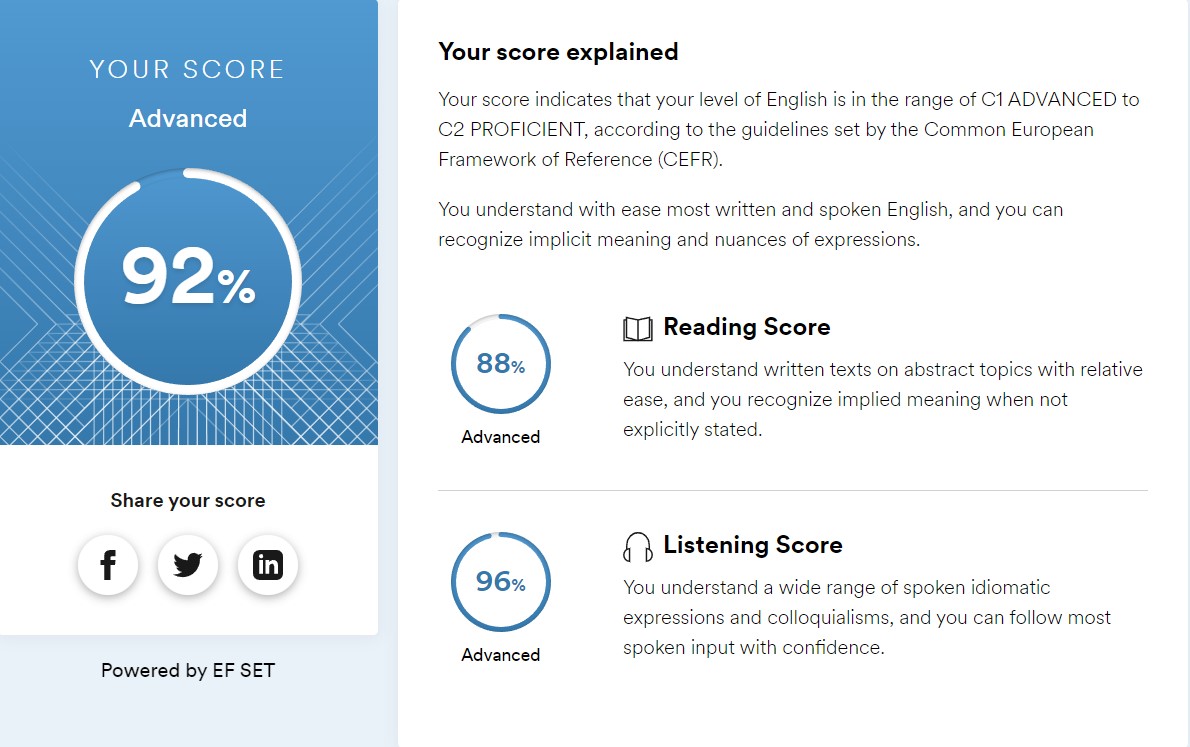 YOUR SCORE
Advanced
92%
Share your score
f
in
Powered by EF SET
Your score explained
Your score indicates that your level of English is in the range of C1 ADVANCED to
C2 PROFICIENT, according to the guidelines set by the Common European
Framework of Reference (CEFR).
You understand with ease most written and spoken English, and you can
recognize implicit meaning and nuances of expressions.
88%
Advanced
Reading Score
You understand written texts on abstract topics with relative
ease, and you recognize implied meaning when not
explicitly stated.
96%
Advanced
Listening Score
You understand a wide range of spoken idiomatic
expressions and colloquialisms, and you can follow most
spoken input with confidence.